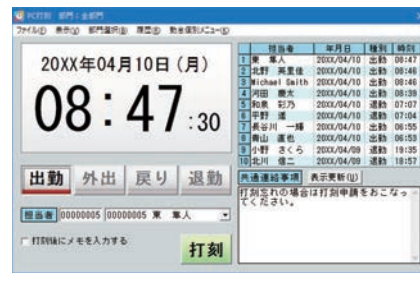 PC打刻 部門：全部門
ファイル(F) 表示(V) 部門選択(B) 履歴(R) 勤怠個別メニュー(K)
20XX年04月10日（月）
08：47：30
出勤 外出 戻り 退勤
担当者 00000005 00000005 東 隼人
打刻後にメモを入力する
打刻
担当者 年月日 種別 時刻
1 東 隼人 20XX/04/10 出勤 08:47
2 北野 英里佳 20XX/04/10 出勤 08:46
3 Michael Smith 20XX/04/10 出勤 08:46
4 河田 慶太 20XX/04/10 出勤 08:39
5 和泉 彩乃 20XX/04/10 退勤 07:03
6 平野 道 20XX/04/10 退勤 07:04
7 長谷川 一輝 20XX/04/10 出勤 06:55
8 青山 直也 20XX/04/10 出勤 06:53
9 小野 さくら 20XX/04/09 退勤 19:35
10 北川 信二 20XX/04/09 退勤 18:57
共通連絡事項 表示更新(U)
打刻忘れの場合は打刻申請をおこなっ
てください。